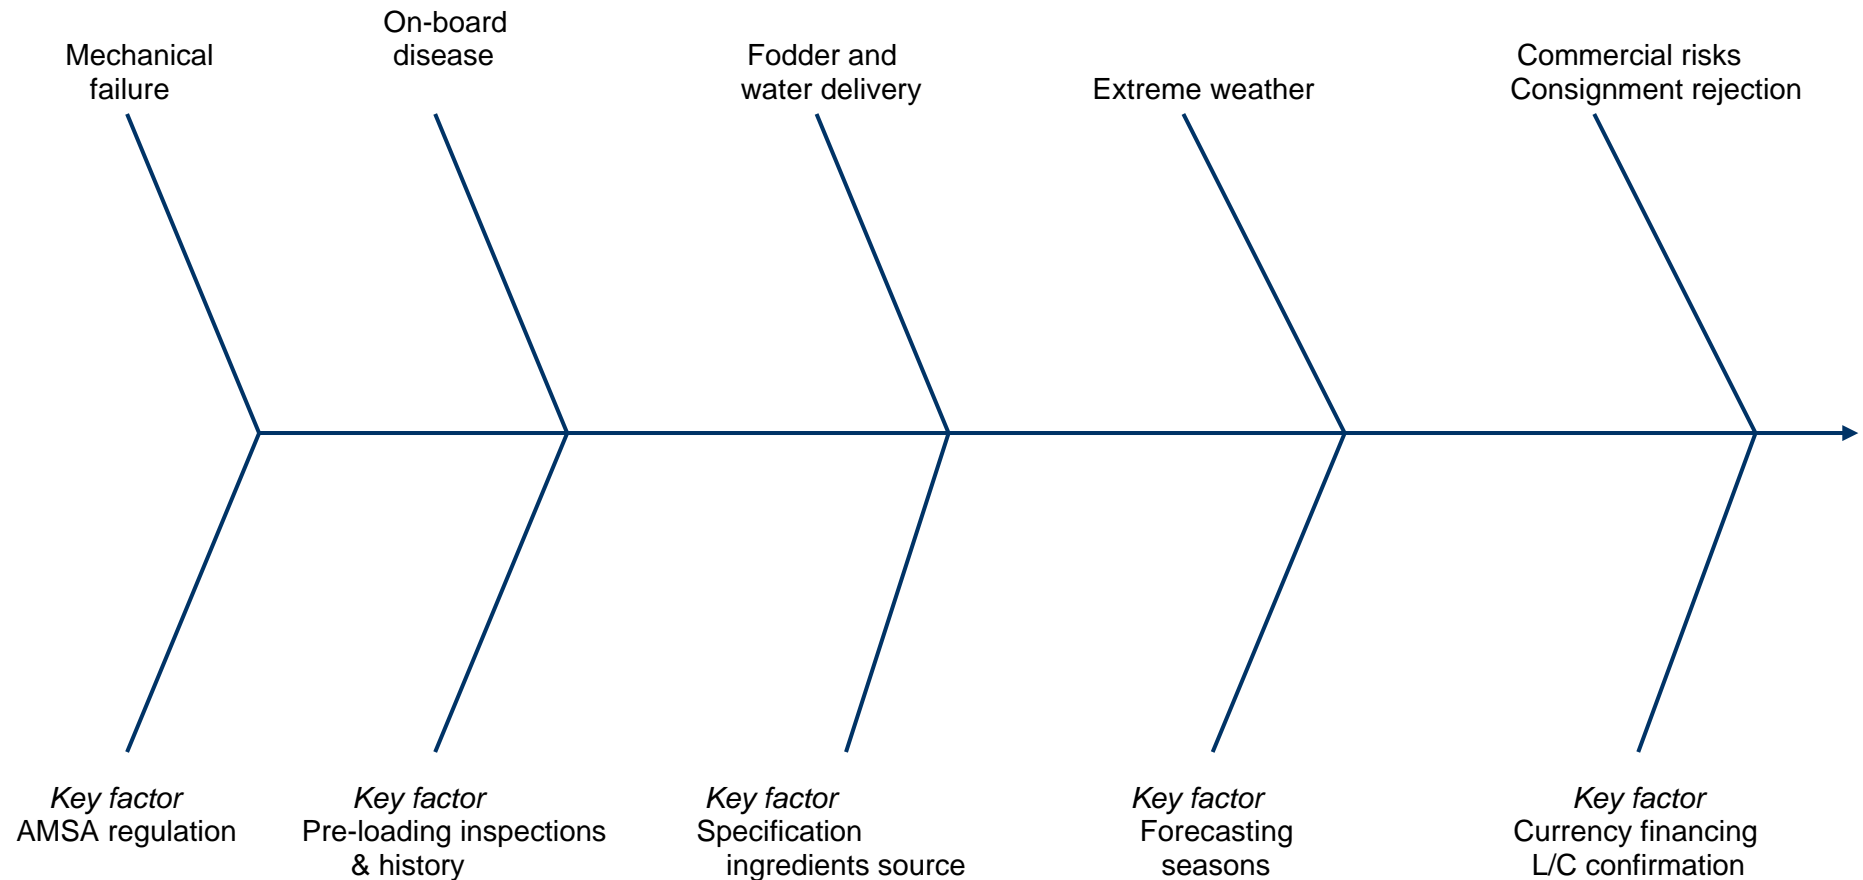 Mechanical
failure
On-board
disease
Fodder and
water delivery
Extreme weather
Commercial risks
Consignment rejection
Key factor
AMSA regulation
Key factor
Pre-loading inspections
& history
Key factor
Specification
ingredients source
Key factor
Forecasting
seasons
Key factor
Currency financing
L/C confirmation